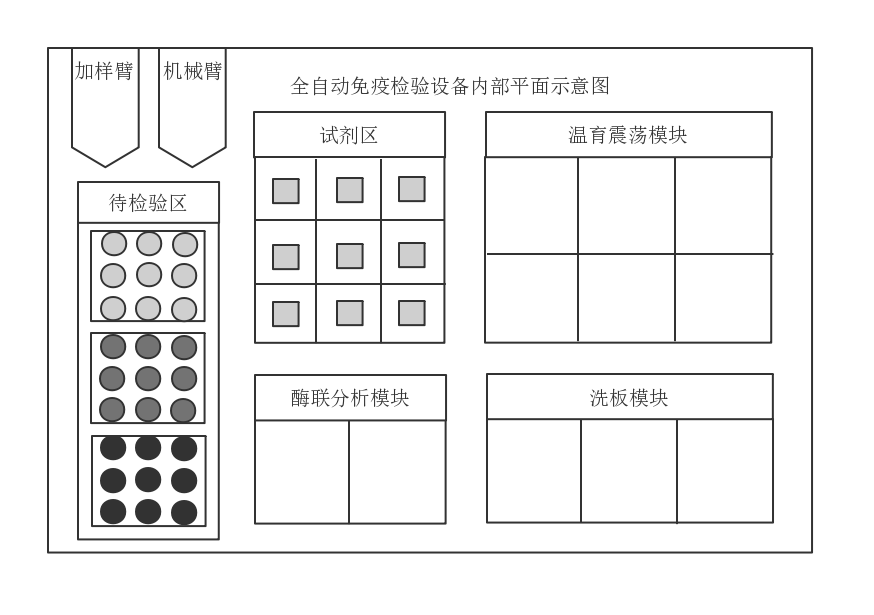 加样臂
机械臂
全自动免疫检验设备内部平面示意图
试剂区
温育震荡模块
待检验区
酶联分析模块
洗板模块